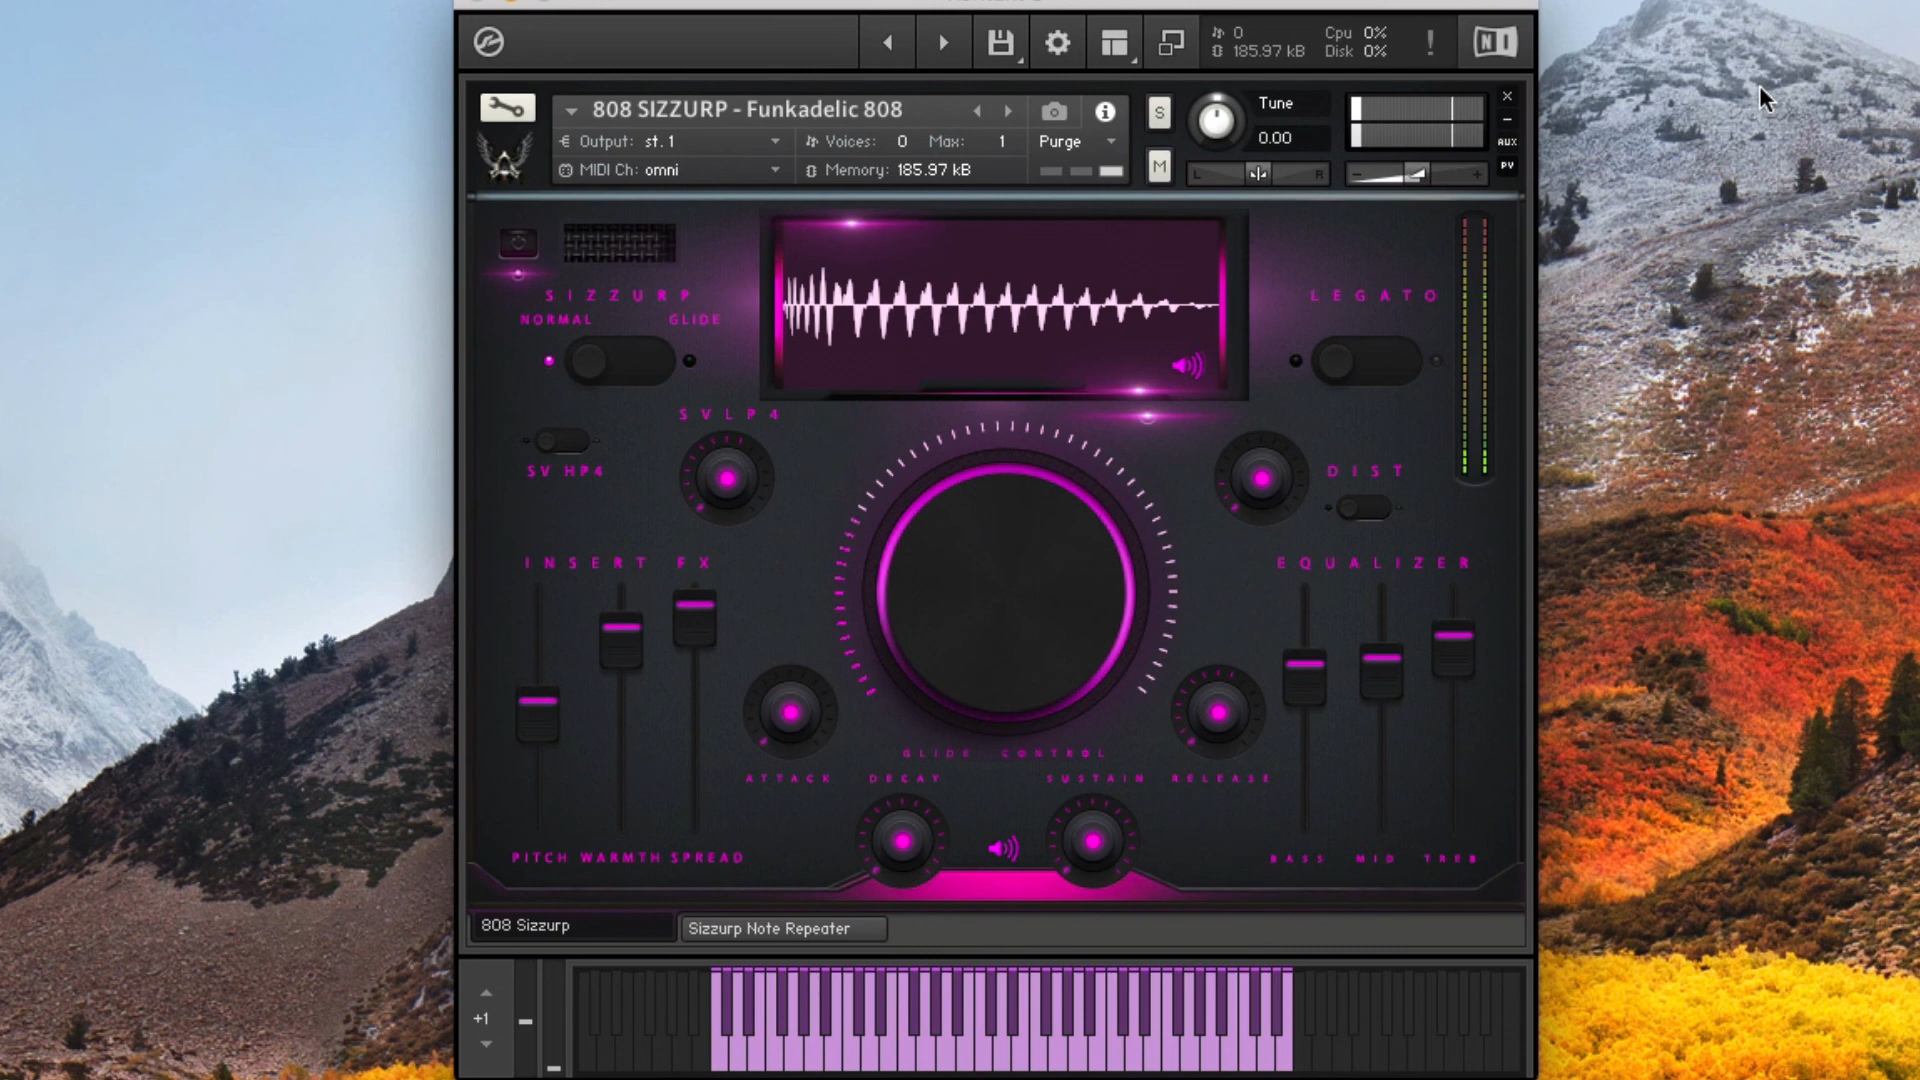 0
185.97 kB
Cpu 0%
Disk 0%
!
NI
808 SIZZURP - Funkadelic 808
Output: st. 1
Voices: 0 Max: 1
Purge
MIDI Ch: omni
Memory: 185.97 kB
S
M
Tune
0.00
L R
- +
AUX
PV
SIZZURP
NORMAL GLIDE
LEGATO
SVLP4
SV HP4
DIST
INSERT FX
EQUALIZER
GLIDE CONTROL
ATTACK DECAY SUSTAIN RELEASE
PITCH WARMTH SPREAD
BASS MID TREB
808 Sizzurp
Sizzurp Note Repeater
+1